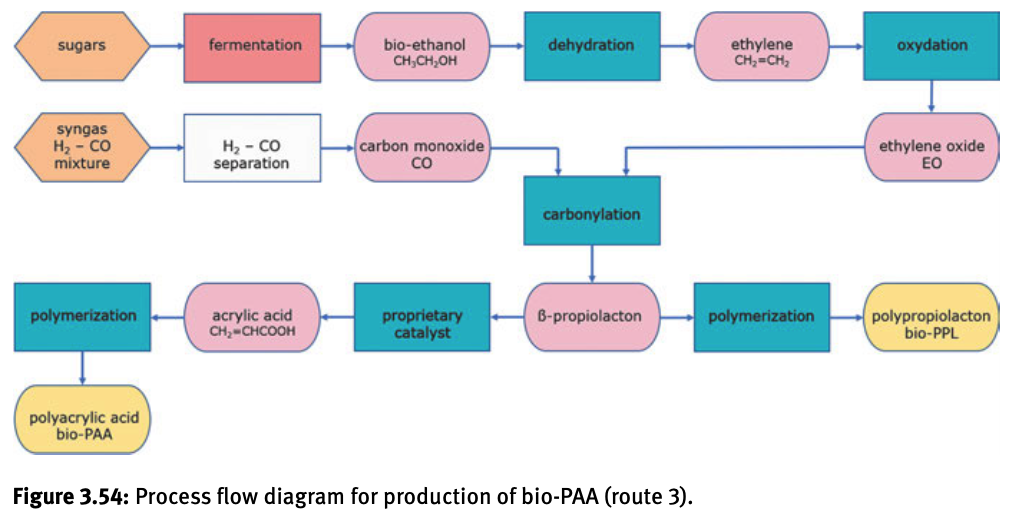 sugars
fermentation
bio-ethanol
CH₃CH₂OH
dehydration
ethylene
CH₂=CH₂
oxydation
syngas
H₂ – CO
mixture
H₂ – CO
separation
carbon monoxide
CO
ethylene oxide
EO
carbonylation
polymerization
acrylic acid
CH₂=CHCOOH
proprietary
catalyst
ß-propiolacton
polymerization
polypropiolacton
bio-PPL
polyacrylic acid
bio-PAA
Figure 3.54: Process flow diagram for production of bio-PAA (route 3).